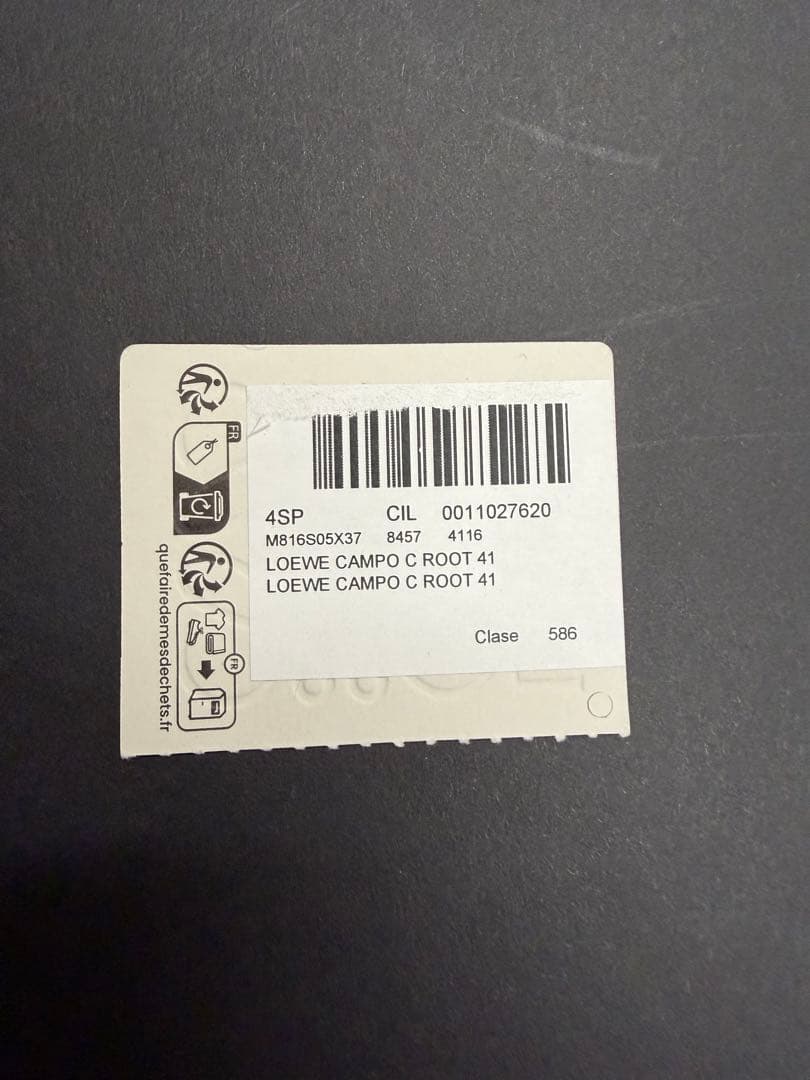 4SP CIL 0011027620
M816S05X37 8457 4116
LOEWE CAMPO C ROOT 41
LOEWE CAMPO C ROOT 41
Clase 586
FR
quefairedemesdechets.fr
FR